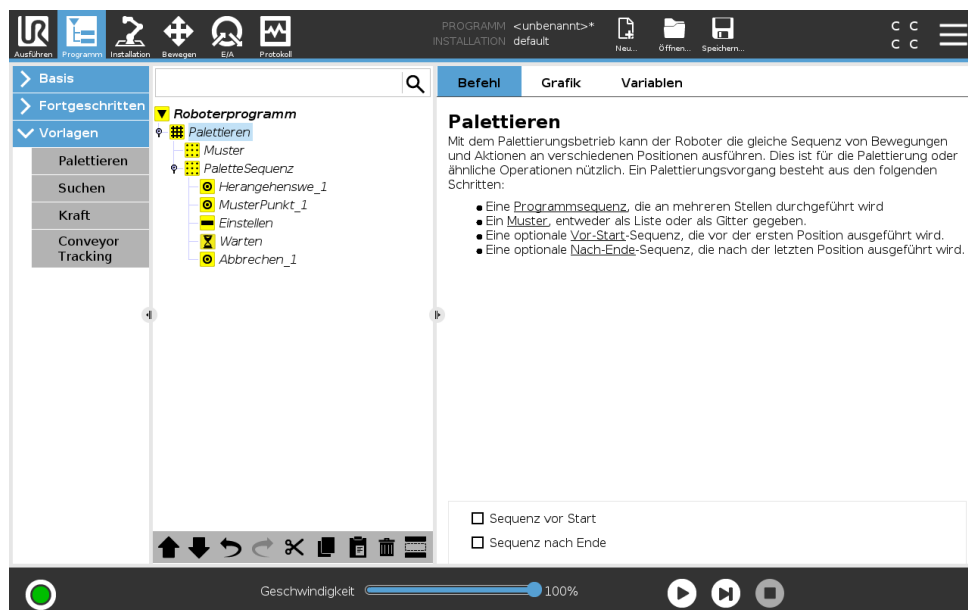 UR
PROGRAMM <unbenannt>*
INSTALLATION default
Ausführen
Programm
Installation
Bewegen
E/A
Protokoll
Neu...
Öffnen...
Speichern...
C C
C C
Basis
Fortgeschritten
Vorlagen
Palettieren
Suchen
Kraft
Conveyor
Tracking
Roboterprogramm
Palettieren
Muster
PaletteSequenz
Herangehenswe_1
MusterPunkt_1
Einstellen
Warten
Abbrechen_1
Befehl
Grafik
Variablen
Palettieren
Mit dem Palettierungsbetrieb kann der Roboter die gleiche Sequenz von Bewegungen
und Aktionen an verschiedenen Positionen ausführen. Dies ist für die Palettierung oder
ähnliche Operationen nützlich. Ein Palettierungsvorgang besteht aus den folgenden
Schritten:
Eine Programmsequenz, die an mehreren Stellen durchgeführt wird
Ein Muster, entweder als Liste oder als Gitter gegeben.
Eine optionale Vor-Start-Sequenz, die vor der ersten Position ausgeführt wird.
Eine optionale Nach-Ende-Sequenz, die nach der letzten Position ausgeführt wird.
Sequenz vor Start
Sequenz nach Ende
Geschwindigkeit
100%